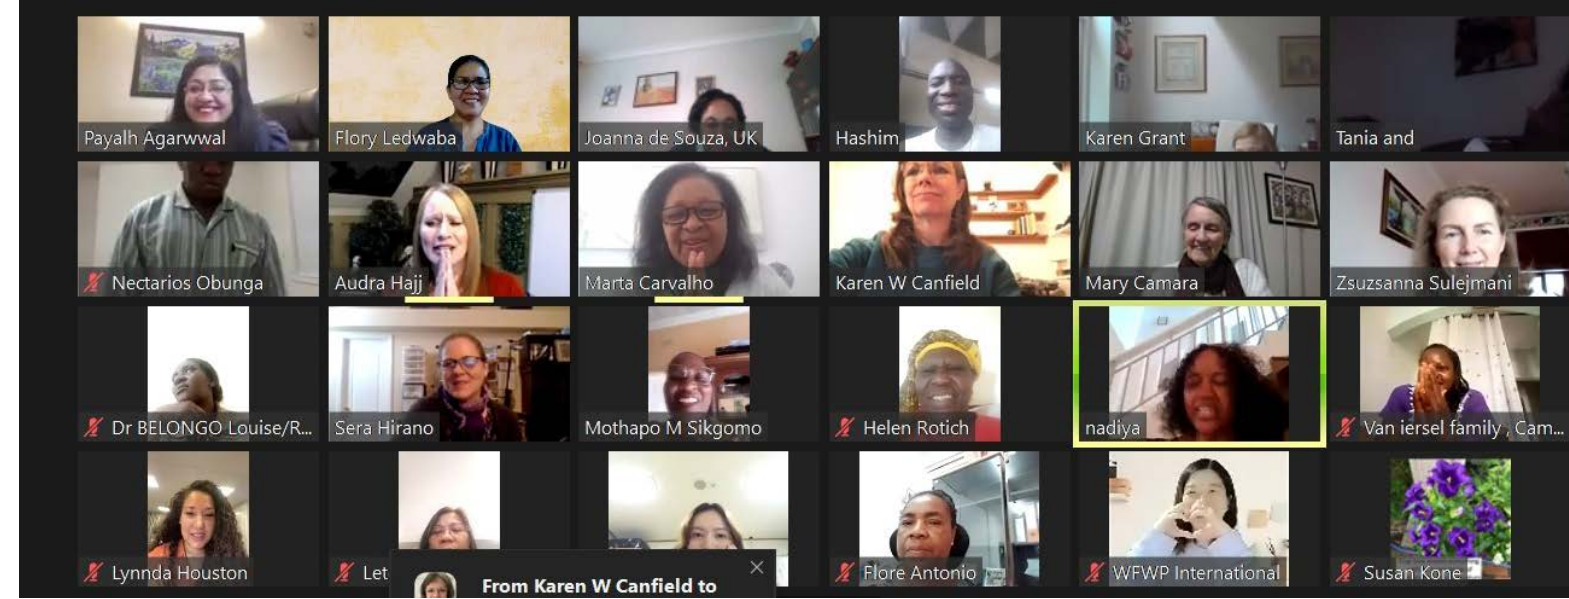 Payalh Agarwwal
Flory Ledwaba
Joanna de Souza, UK
Hashim
Karen Grant
Tania and
Nectarios Obunga
Audra Hajj
Marta Carvalho
Karen W Canfield
Mary Camara
Zsuzsanna Sulejmani
Dr BELONGO Louise/R...
Sera Hirano
Mothapo M Sikgomo
Helen Rotich
nadiya
Van iersel family , Cam...
Lynnda Houston
Let
Flore Antonio
WFWP International
Susan Kone
From Karen W Canfield to